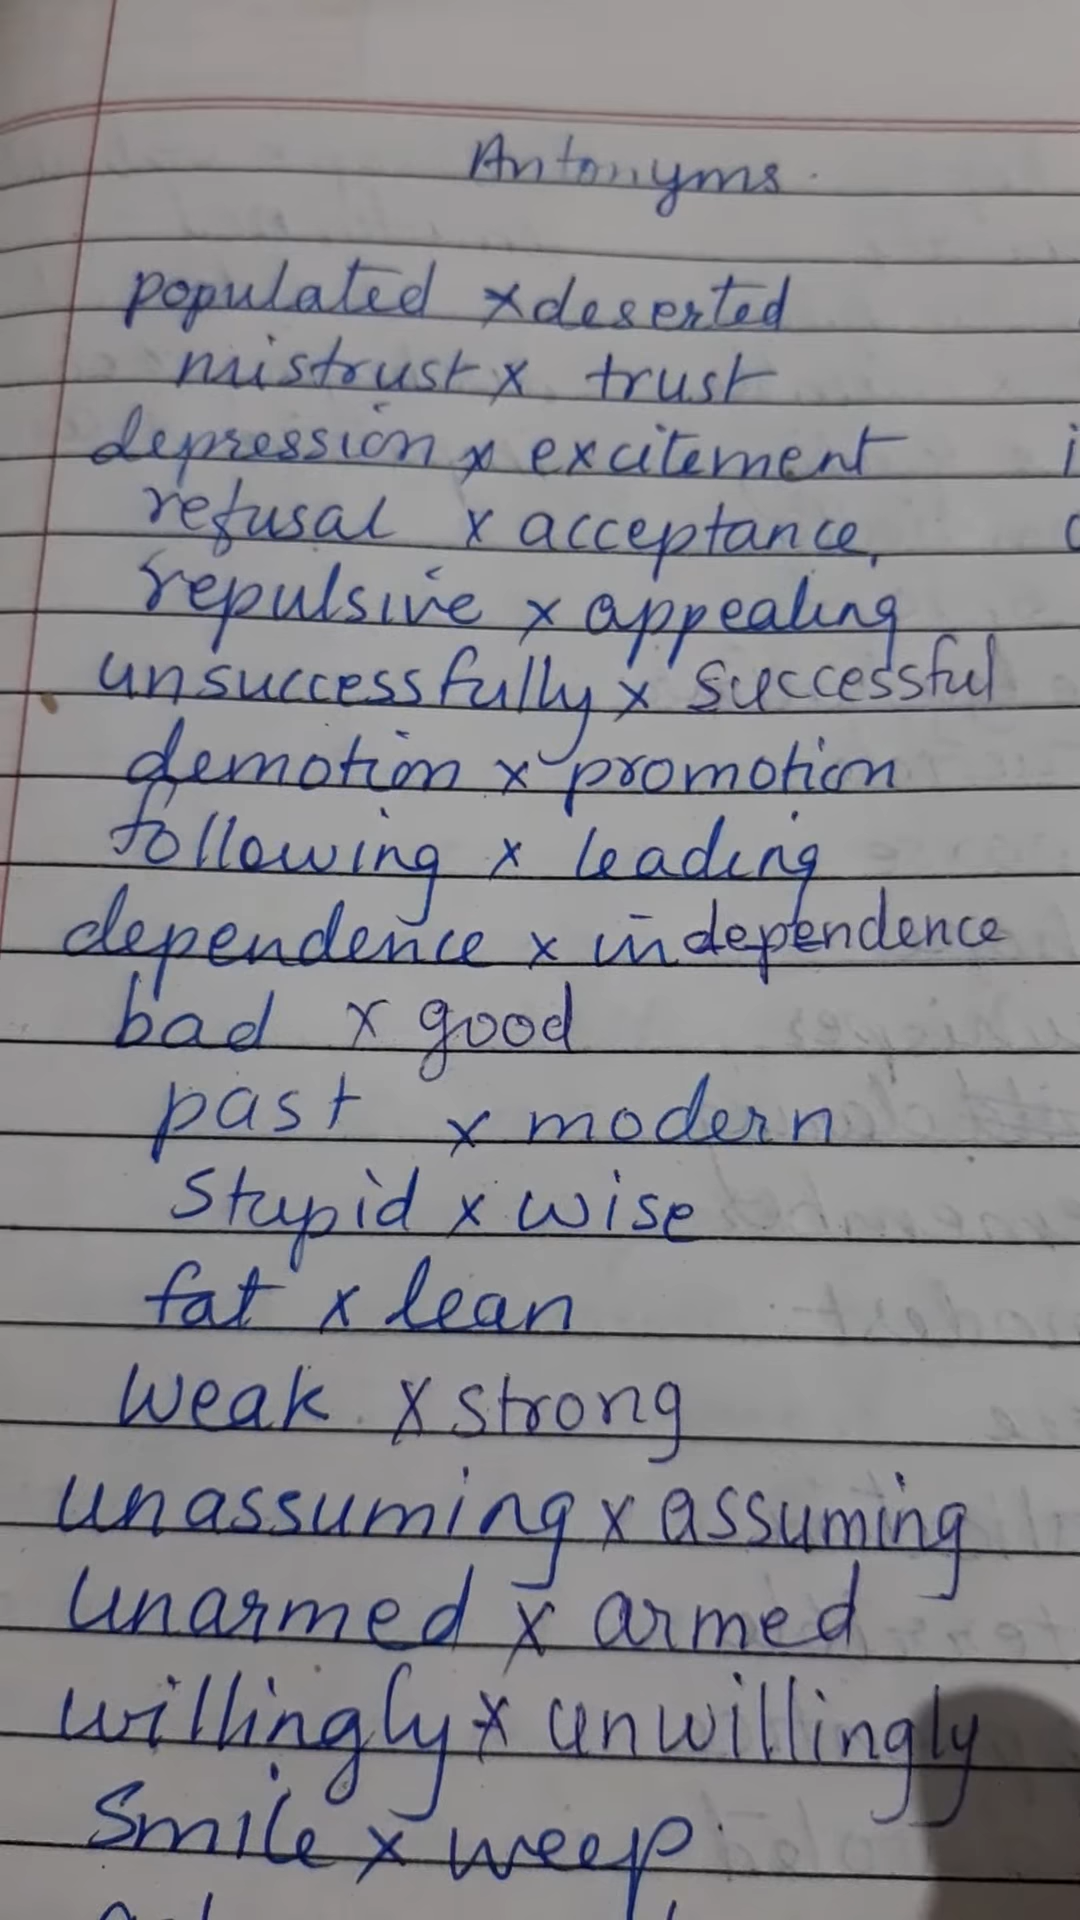 Antonyms
populated x deserted
mistrust x trust
depression x excitement
refusal x acceptance,
repulsive x appealing
unsuccessfully x successful
demotion x promotion
following x leading
dependence x independence
bad x good
past x modern
stupid x wise
fat x lean
weak x strong
unassuming x assuming
unarmed x armed
willingly x unwillingly
Smile x weep.